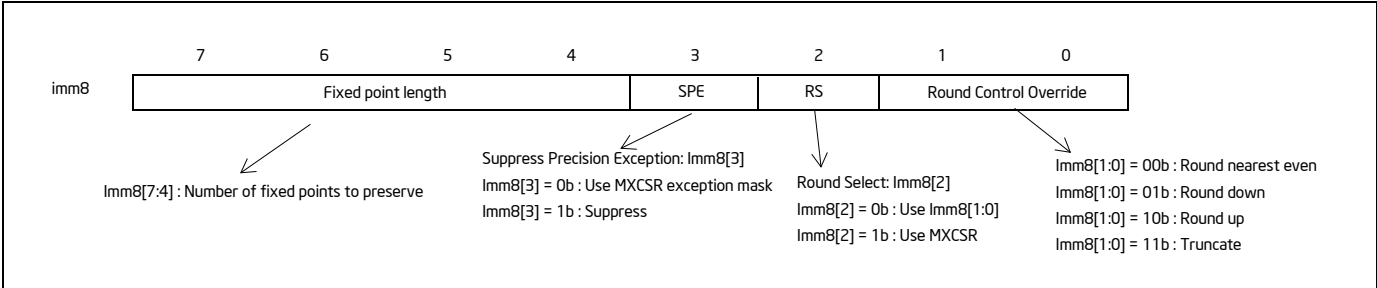 7 6 5 4 3 2 1 0
imm8 Fixed point length SPE RS Round Control Override
Imm8[7:4] : Number of fixed points to preserve
Suppress Precision Exception: Imm8[3]
Imm8[3] = 0b : Use MXCSR exception mask
Imm8[3] = 1b : Suppress
Round Select: Imm8[2]
Imm8[2] = 0b : Use Imm8[1:0]
Imm8[2] = 1b : Use MXCSR
Imm8[1:0] = 00b : Round nearest even
Imm8[1:0] = 01b : Round down
Imm8[1:0] = 10b : Round up
Imm8[1:0] = 11b : Truncate